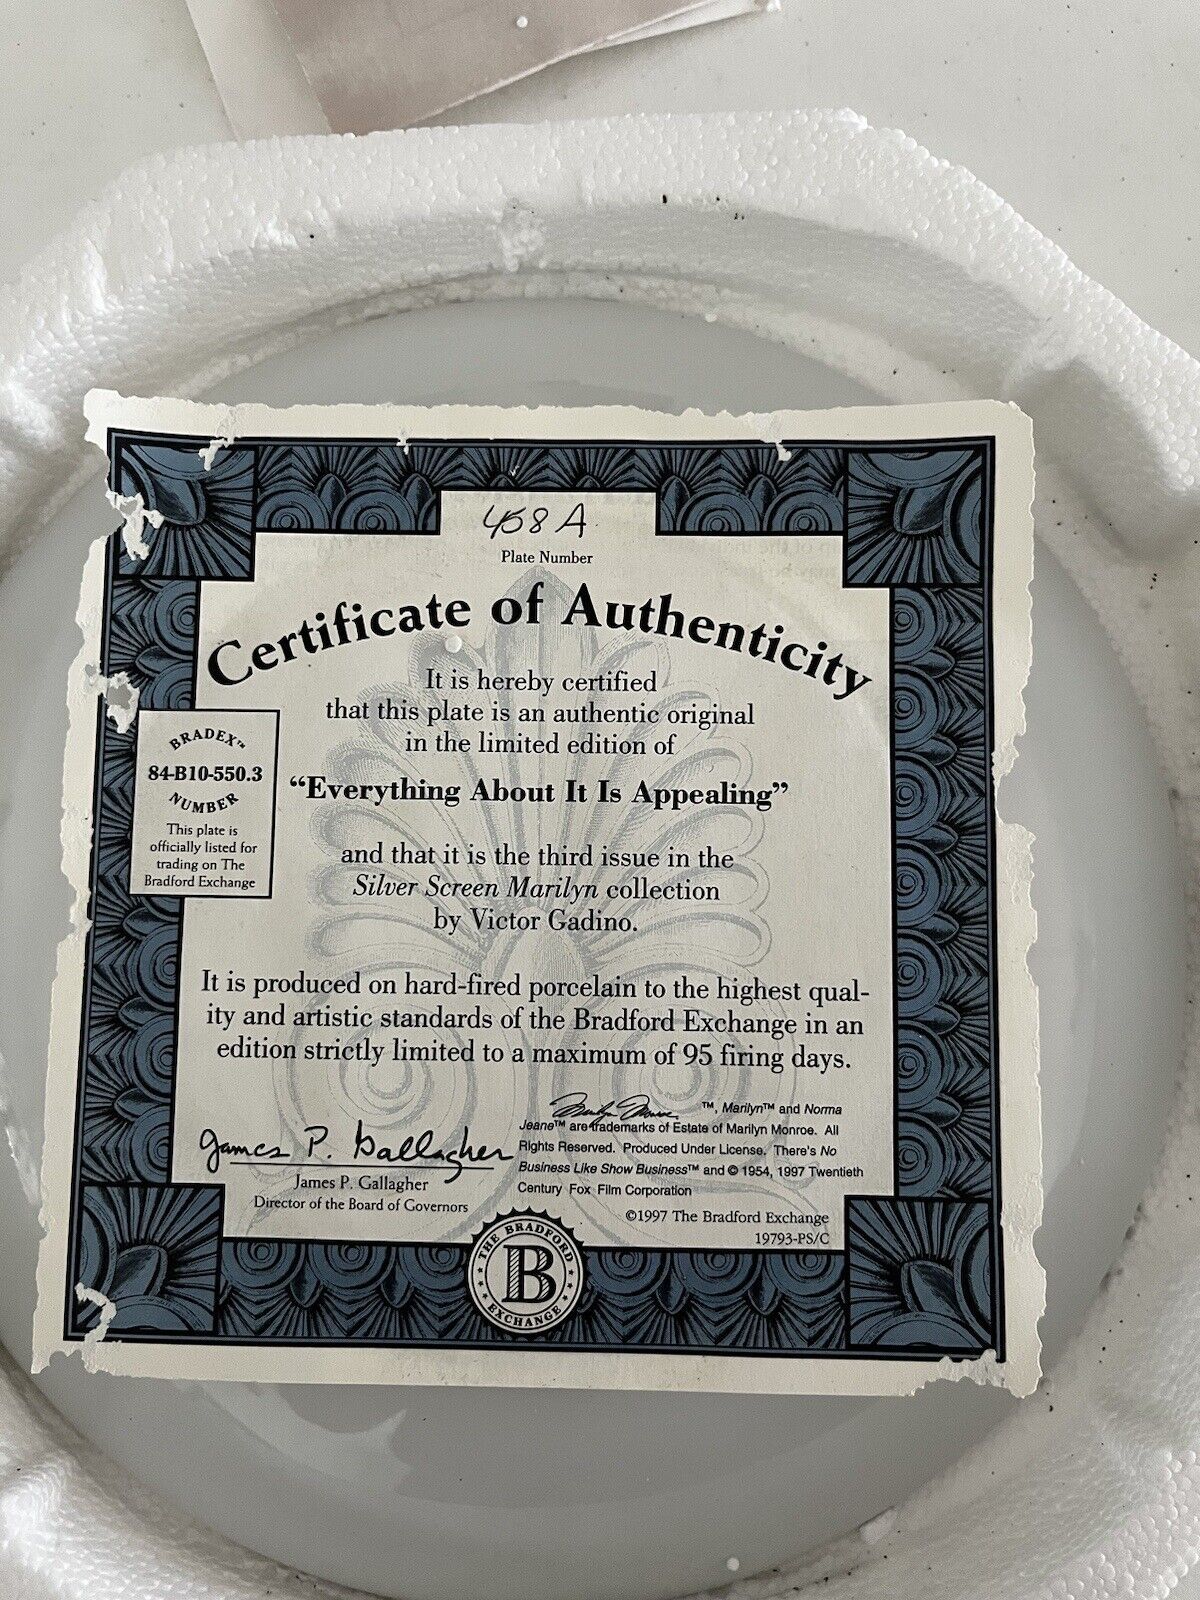 458 A
Plate Number
Certificate of Authenticity
It is hereby certified
that this plate is an authentic original
in the limited edition of
“Everything About It Is Appealing”
and that it is the third issue in the
Silver Screen Marilyn collection
by Victor Gadino.
BRADEX™
84-B10-550.3
NUMBER
This plate is
officially listed for
trading on The
Bradford Exchange
It is produced on hard-fired porcelain to the highest qual-
ity and artistic standards of the Bradford Exchange in an
edition strictly limited to a maximum of 95 firing days.
James P. Gallagher
James P. Gallagher
Director of the Board of Governors
Marilyn Monroe ™, Marilyn™ and Norma
Jeane™ are trademarks of Estate of Marilyn Monroe. All
Rights Reserved. Produced Under License. There's No
Business Like Show Business™ and © 1954, 1997 Twentieth
Century Fox Film Corporation
©1997 The Bradford Exchange
19793-PS/C
THE BRADFORD
B
EXCHANGE